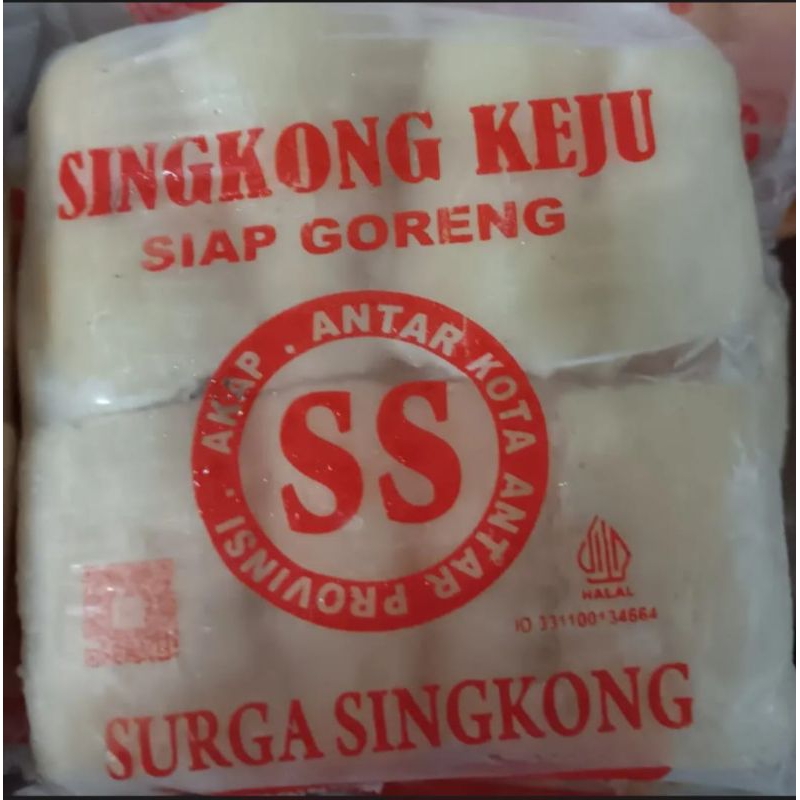 SINGKONG KEJU
SIAP GORENG
AKAP . ANTAR KOTA ANTAR PROVINSI .
SS
HALAL
SURGA SINGKONG